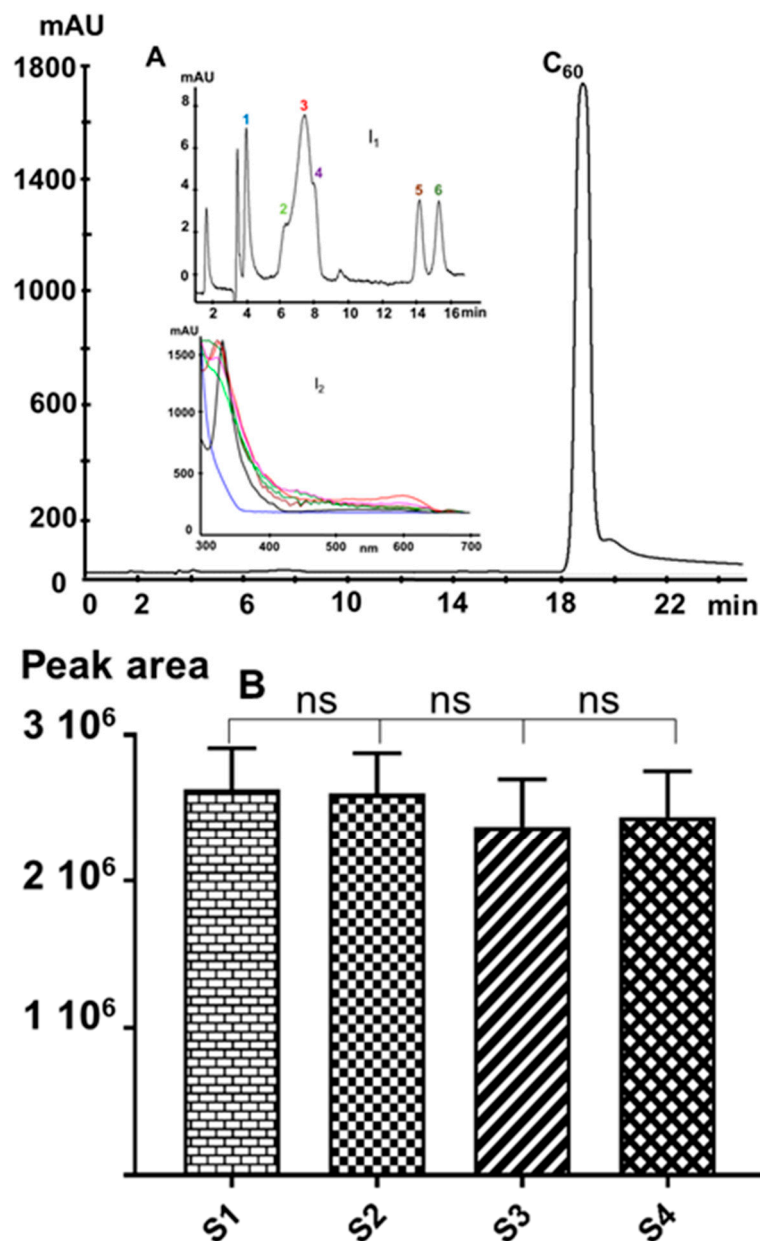 mAU
1800
1400
1000
600
200
0
0 2 6 10 14 18 22 min
A
C60
mAU
8
6
4
2
0
1
2
3
4
5
6
I1
2 4 6 8 10 12 14 16 min
mAU
1500
1000
500
0
I2
300 400 500 nm 600 700
Peak area
B
ns ns ns
3 10⁶
2 10⁶
1 10⁶
S1 S2 S3 S4